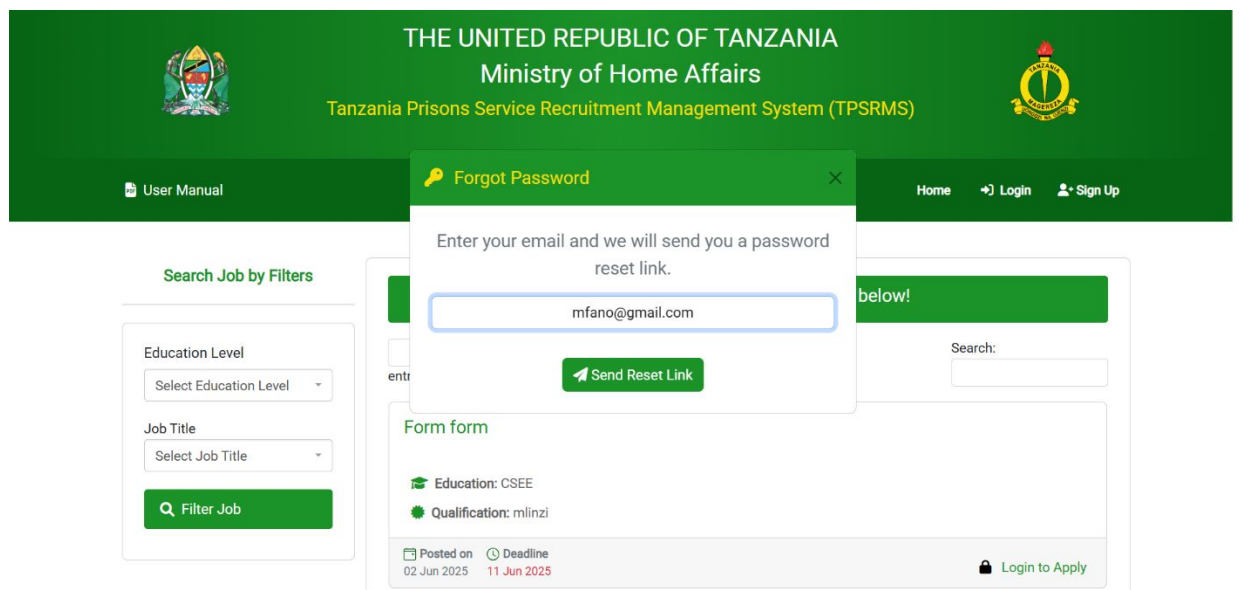 THE UNITED REPUBLIC OF TANZANIA
Ministry of Home Affairs
Tanzania Prisons Service Recruitment Management System (TPSRMS)
TANZANIA
MAGEREZA
User Manual
Forgot Password
Home
Login
Sign Up
Enter your email and we will send you a password
reset link.
mfano@gmail.com
Send Reset Link
Search Job by Filters
below!
Education Level
Select Education Level
Job Title
Select Job Title
Filter Job
entr
Search:
Form form
Education: CSEE
Qualification: mlinzi
Posted on
Deadline
02 Jun 2025
11 Jun 2025
Login to Apply